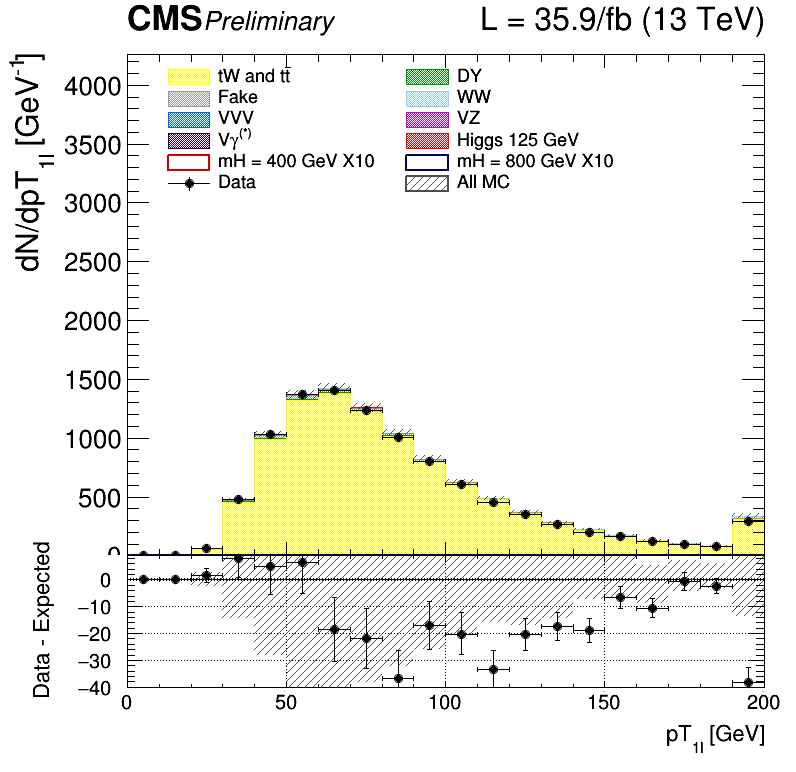 CMS Preliminary L = 35.9/fb (13 TeV)
dN/dpT_1l [GeV^-1]
tW and tt
DY
Fake
WW
VVV
VZ
Vγ^(*)
Higgs 125 GeV
mH = 400 GeV X10
mH = 800 GeV X10
Data
All MC
4000
3500
3000
2500
2000
1500
1000
500
0
Data - Expected
0
−10
−20
−30
−40
0 50 100 150 200
pT_1l [GeV]